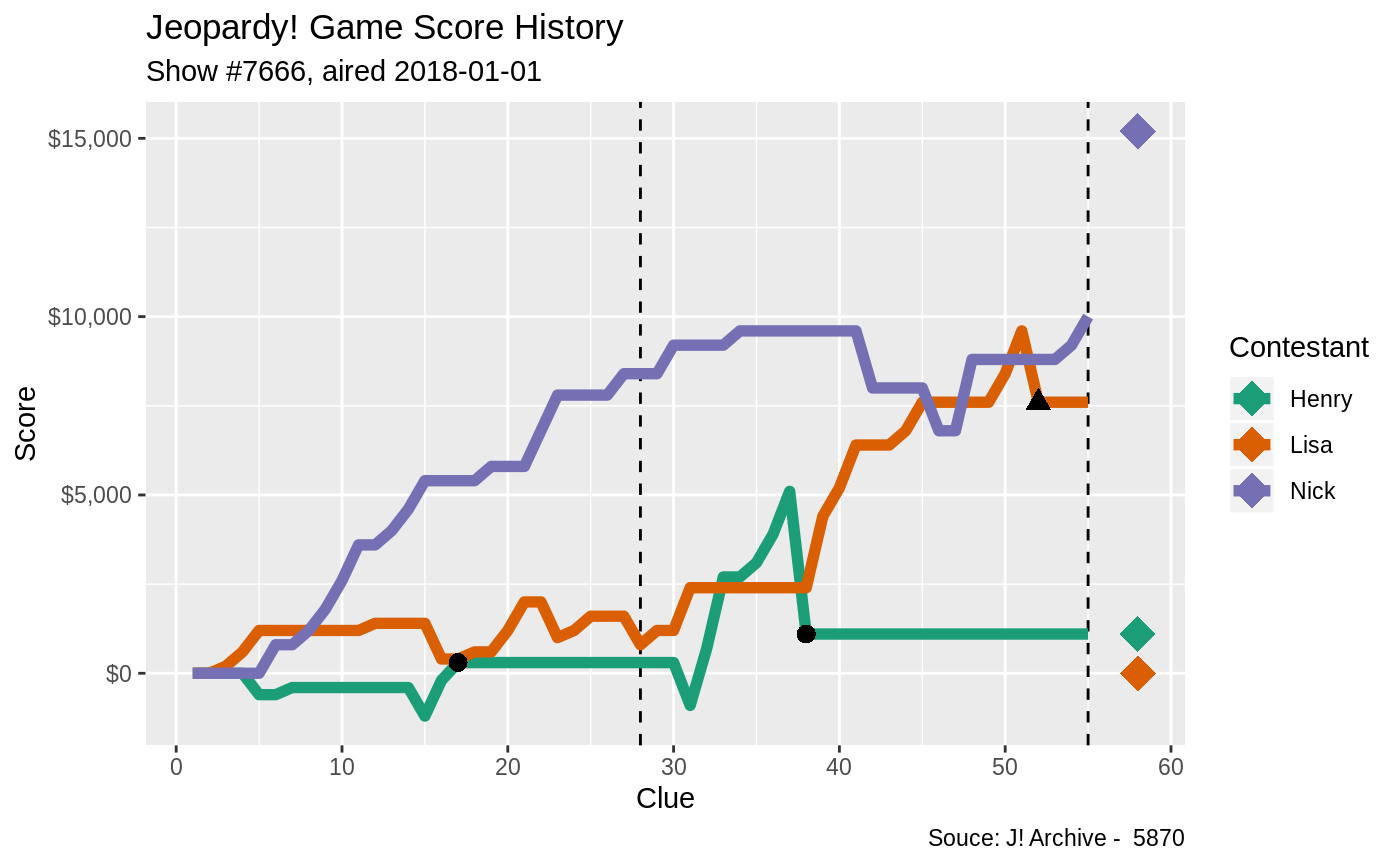 Jeopardy! Game Score History
Show #7666, aired 2018-01-01
$15,000
$10,000
$5,000
$0
Score
0 10 20 30 40 50 60
Clue
Contestant
Henry
Lisa
Nick
Souce: J! Archive - 5870